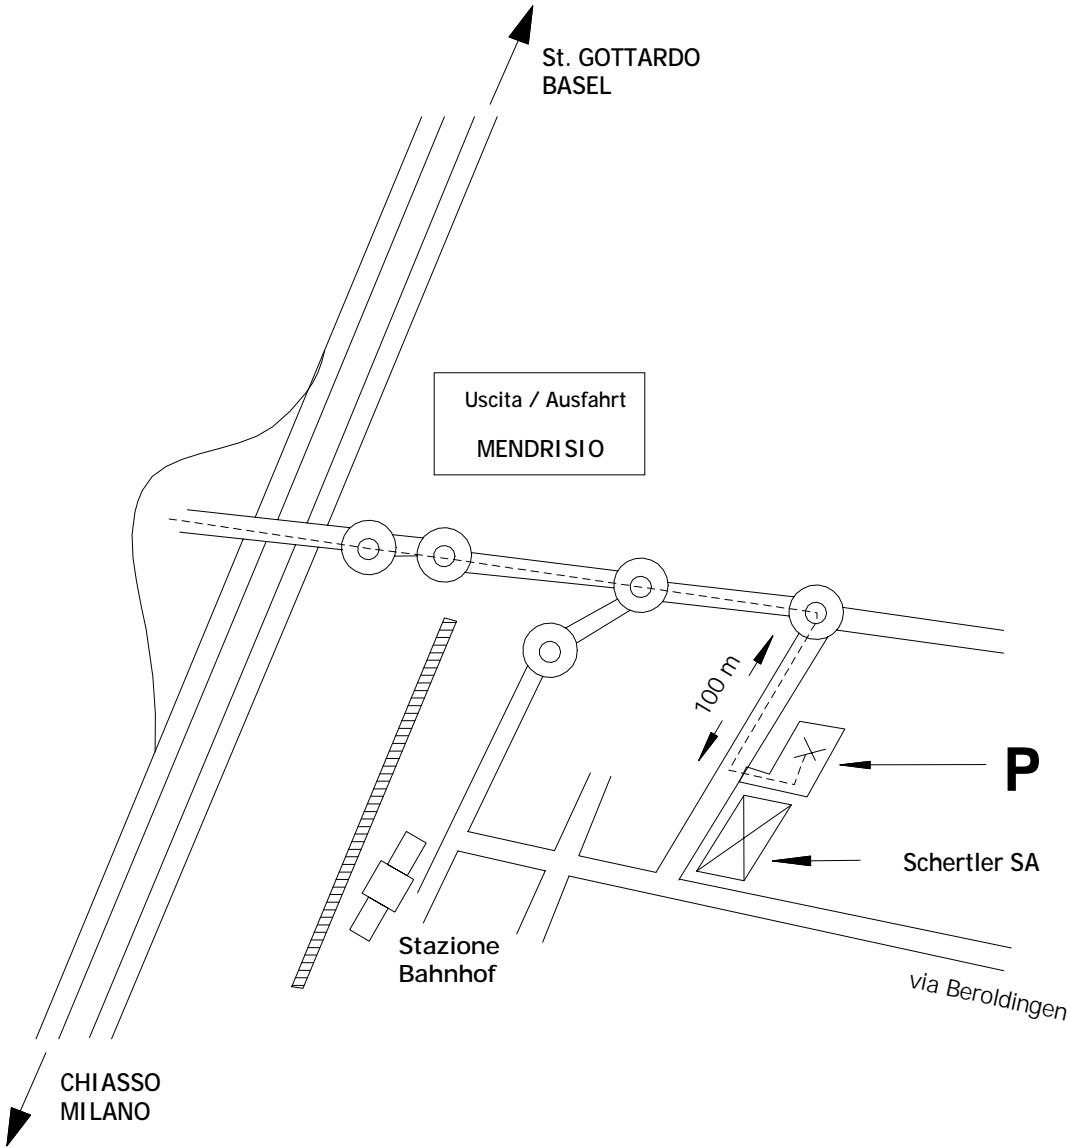 St. GOTTARDO
BASEL
Uscita / Ausfahrt
MENDRISIO
100 m
P
Schertler SA
Stazione
Bahnhof
via Beroldingen
CHIASSO
MILANO